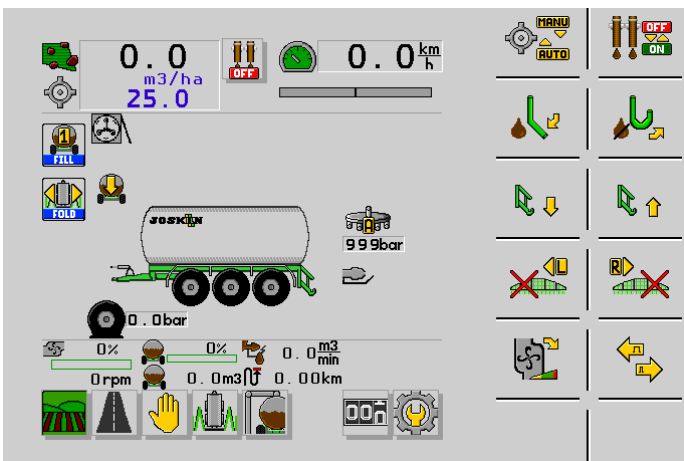 MANU
AUTO
OFF
ON
0.0
m3/ha
25.0
OFF
0.0 km
h
1
FILL
FOLD
JOSKIN
A
999bar
0.0bar
L
R
0%
0%
0.0 m3
min
0rpm
0.0m3
0.00km
00